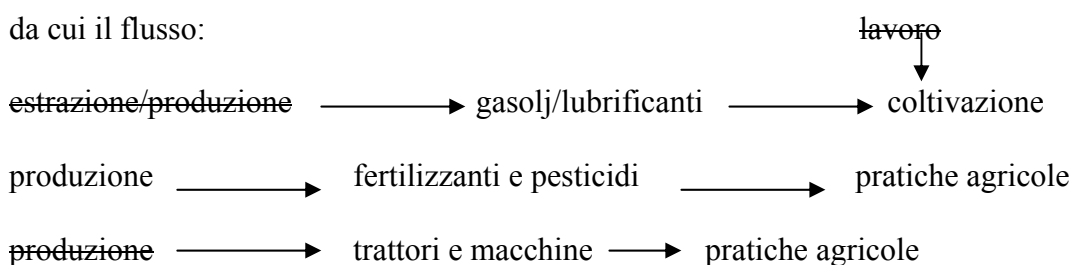 da cui il flusso: lavoro
estrazione/produzione gasolj/lubrificanti coltivazione
produzione fertilizzanti e pesticidi pratiche agricole
produzione trattori e macchine pratiche agricole